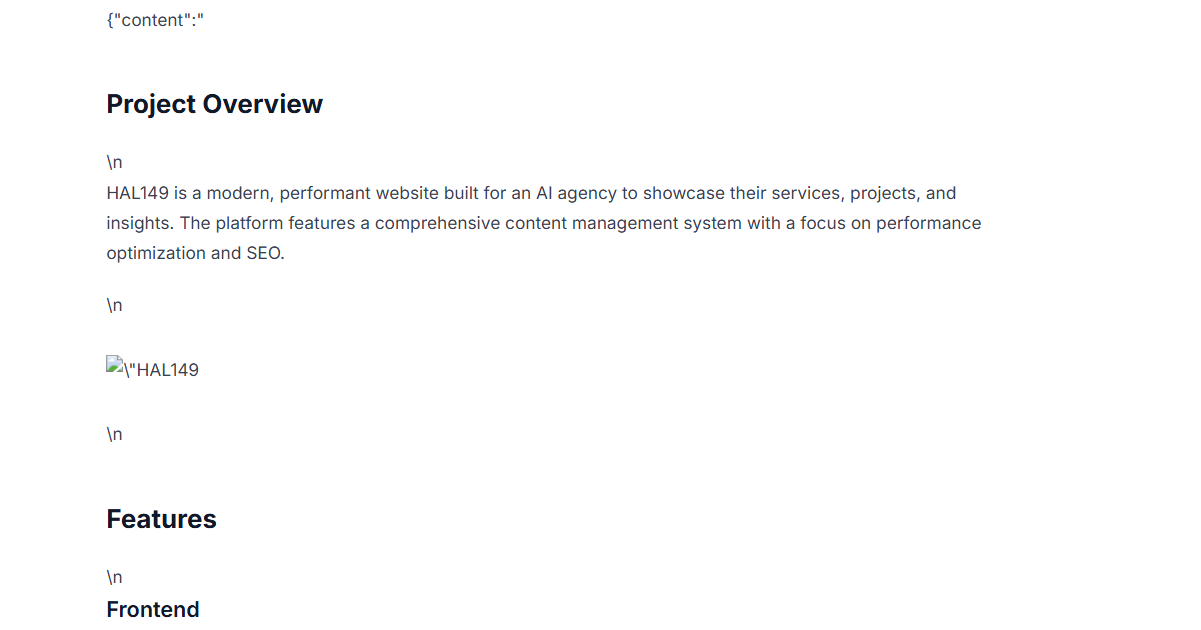 {"content":"
Project Overview
\n
HAL149 is a modern, performant website built for an AI agency to showcase their services, projects, and
insights. The platform features a comprehensive content management system with a focus on performance
optimization and SEO.
\n
\"HAL149
\n
Features
\n
Frontend